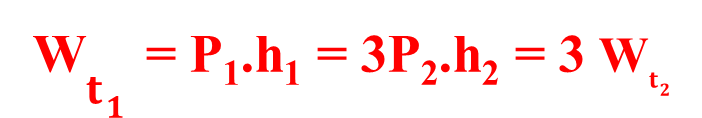 W_{t_1} = P_1.h_1 = 3P_2.h_2 = 3 W_{t_2}